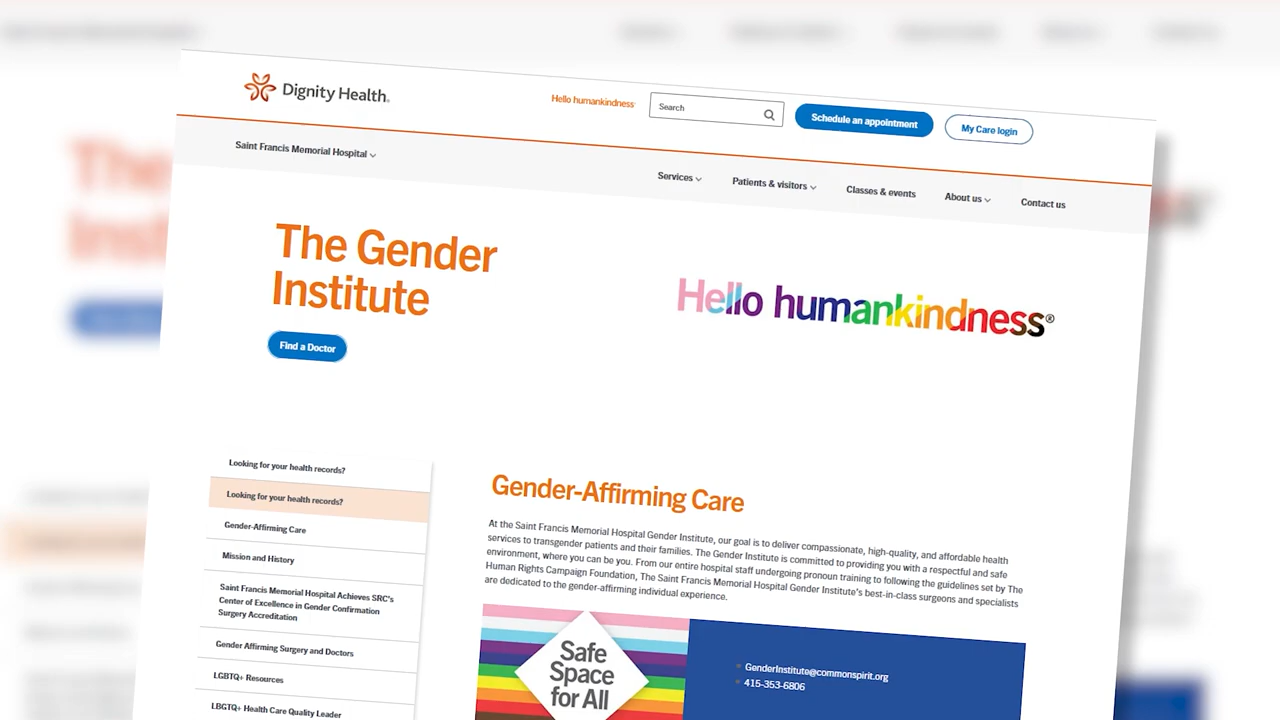 Dignity Health
Hello humankindness
Search
Schedule an appointment
My Care login
Saint Francis Memorial Hospital
Services
Patients & visitors
Classes & events
About us
Contact us
The Gender
Institute
Find a Doctor
Hello humankindness®
Looking for your health records?
Looking for your health records?
Gender-Affirming Care
Mission and History
Saint Francis Memorial Hospital Achieves SRC's
Center of Excellence in Gender Confirmation
Surgery Accreditation
Gender Affirming Surgery and Doctors
LGBTQ+ Resources
LBGTQ+ Health Care Quality Leader
Gender-Affirming Care
At the Saint Francis Memorial Hospital Gender Institute, our goal is to deliver compassionate, high-quality, and affordable health
services to transgender patients and their families. The Gender Institute is committed to providing you with a respectful and safe
environment, where you can be you. From our entire hospital staff undergoing pronoun training to following the guidelines set by The
Human Rights Campaign Foundation, The Saint Francis Memorial Hospital Gender Institute's best-in-class surgeons and specialists
are dedicated to the gender-affirming individual experience.
Safe
Space
for All
GenderInstitute@commonspirit.org
415-353-6806